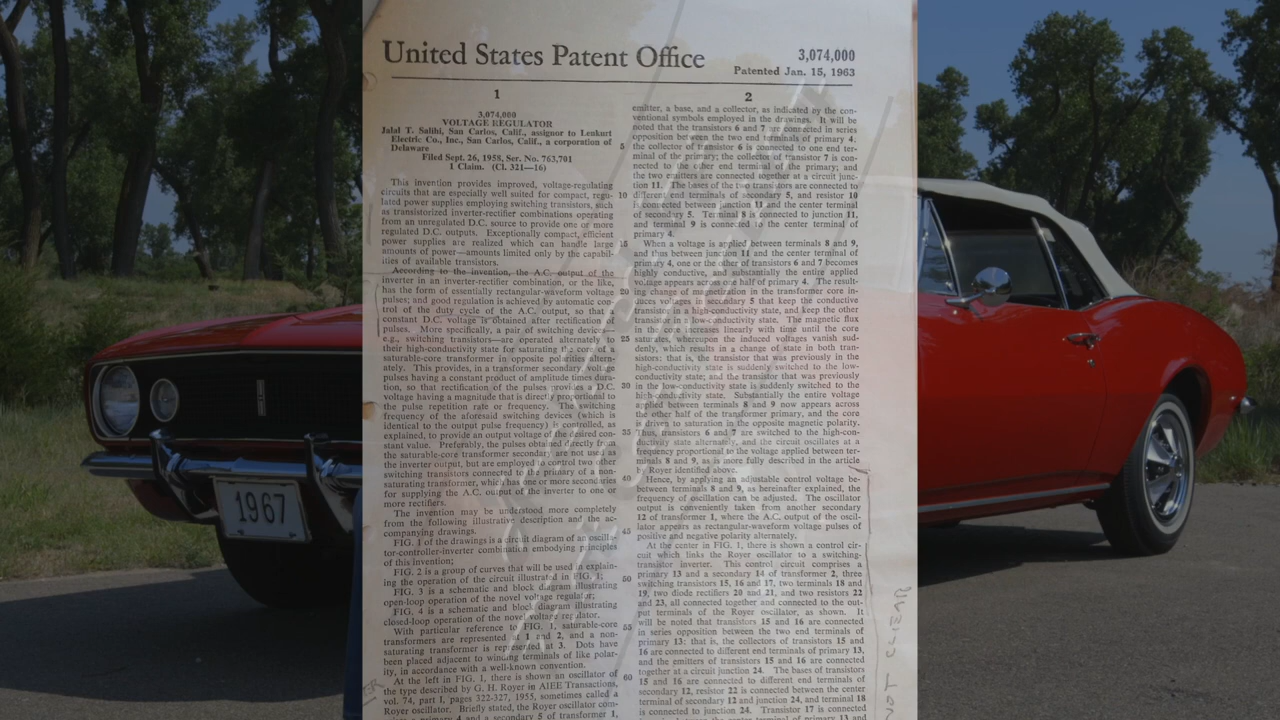 United States Patent Office
3,074,000
Patented Jan. 15, 1963
1
3,074,000
VOLTAGE REGULATOR
Jalal T. Salihi, San Carlos, Calif., assignor to Lenkurt
Electric Co., Inc., San Carlos, Calif., a corporation of
Delaware
Filed Sept. 26, 1958, Ser. No. 763,701
1 Claim. (Cl. 321—16)
This invention provides improved, voltage-regulating
circuits that are especially well suited for compact, regu-
lated power supplies employing switching transistors, such
as transistorized inverter-rectifier combinations operating
from an unregulated D.C. source to provide one or more
regulated D.C. outputs. Exceptionally compact, efficient
power supplies are realized which can handle large
amounts of power—amounts limited only by the capabil-
ities of available transistors.
According to the invention, the A.C. output of the
inverter in an inverter-rectifier combination, or the like,
has the form of essentially rectangular-waveform voltage
pulses; and good regulation is achieved by automatic con-
trol of the duty cycle of the A.C. output, so that a
constant D.C. voltage is obtained after rectification of
pulses. More specifically, a pair of switching devices—
e.g., switching transistors—are operated alternately to
their high-conductivity state for saturating the core of a
saturable-core transformer in opposite polarities altern-
ately. This provides, in a transformer secondary, voltage
pulses having a constant product of amplitude times dura-
tion, so that rectification of the pulses provides a D.C.
voltage having a magnitude that is directly proportional to
the pulse repetition rate or frequency. The switching
frequency of the aforesaid switching devices (which is
identical to the output pulse frequency) is controlled, as
explained, to provide an output voltage of the desired con-
stant value. Preferably, the pulses obtained directly from
the saturable-core transformer secondary are not used as
the inverter output, but are employed to control two other
switching transistors connected to the primary of a non-
saturating transformer, which has one or more secondaries
for supplying the A.C. output of the inverter to one or
more rectifiers.
The invention may be understood more completely
from the following illustrative description and the ac-
companying drawings.
FIG. 1 of the drawings is a circuit diagram of an oscilla-
tor-controller-inverter combination embodying principles
of this invention;
FIG. 2 is a group of curves that will be used in explain-
ing the operation of the circuit illustrated in FIG. 1;
FIG. 3 is a schematic and block diagram illustrating
open-loop operation of the novel voltage regulator;
FIG. 4 is a schematic and block diagram illustrating
closed-loop operation of the novel voltage regulator.
With particular reference to FIG. 1, saturable-core
transformers are represented at 1 and 2, and a non-
saturating transformer is represented at 3. Dots have
been placed adjacent to winding terminals of like polar-
ity, in accordance with a well-known convention.
At the left in FIG. 1, there is shown an oscillator of
the type described by G. H. Royer in AIEE Transactions,
vol. 74, part I, pages 322-327, 1955, sometimes called a
Royer oscillator. Briefly stated, the Royer oscillator com-
a primary 4 and a secondary 5 of transformer 1,
5
10
15
20
25
30
35
40
45
50
55
60
2
emitter, a base, and a collector, as indicated by the con-
ventional symbols employed in the drawings. It will be
noted that the transistors 6 and 7 are connected in series
opposition between the two end terminals of primary 4,
the collector of transistor 6 is connected to one end ter-
minal of the primary; the collector of transistor 7 is con-
nected to the other end terminal of the primary; and
the two emitters are connected together at a circuit junc-
tion 11. The bases of the two transistors are connected to
different end terminals of secondary 5, and resistor 10
is connected between junction 11 and the center terminal
of secondary 5. Terminal 8 is connected to junction 11,
and terminal 9 is connected to the center terminal of
primary 4.
When a voltage is applied between terminals 8 and 9,
and thus between junction 11 and the center terminal of
primary 4, one or the other of transistors 6 and 7 becomes
highly conductive, and substantially the entire applied
voltage appears across one half of primary 4. The result-
ing change of magnetization in the transformer core in-
duces voltages in secondary 5 that keep the conductive
transistor in a high-conductivity state, and keep the other
transistor in a low-conductivity state. The magnetic flux
in the core increases linearly with time until the core
saturates, whereupon the induced voltages vanish sud-
denly, which results in a change of state in both tran-
sistors; that is, the transistor that was previously in the
high-conductivity state is suddenly switched to the low-
conductivity state; and the transistor that was previously
in the low-conductivity state is suddenly switched to the
high-conductivity state. Substantially the entire voltage
applied between terminals 8 and 9 now appears across
the other half of the transformer primary, and the core
is driven to saturation in the opposite magnetic polarity.
Thus, transistors 6 and 7 are switched to the high-con-
ductivity state alternately, and the circuit oscillates at a
frequency proportional to the voltage applied between ter-
minals 8 and 9, as is more fully described in the article
by Royer identified above.
Hence, by applying an adjustable control voltage be-
between terminals 8 and 9, as hereinafter explained, the
frequency of oscillation can be adjusted. The oscillator
output is conveniently taken from another secondary
12 of transformer 1, where the A.C. output of the oscil-
lator appears as rectangular-waveform voltage pulses of
positive and negative polarity alternately.
At the center in FIG. 1, there is shown a control cir-
cuit which links the Royer oscillator to a switching-
transistor inverter. This control circuit comprises a
primary 13 and a secondary 14 of transformer 2, three
switching transistors 15, 16 and 17, two terminals 18 and
19, two diode rectifiers 20 and 21, and two resistors 22
and 23, all connected together and connected to the out-
put terminals of the Royer oscillator, as shown. It
will be noted that transistors 15 and 16 are connected
in series opposition between the two end terminals of
primary 13: that is, the collectors of transistors 15 and
16 are connected to different end terminals of primary 13,
and the emitters of transistors 15 and 16 are connected
together at a circuit junction 24. The bases of transistors
15 and 16 are connected to different end terminals of
secondary 12, resistor 22 is connected between the center
terminal of secondary 12 and junction 24, and terminal 18
is connected to junction 24. Transistor 17 is connected
NOT CLEAR
1967